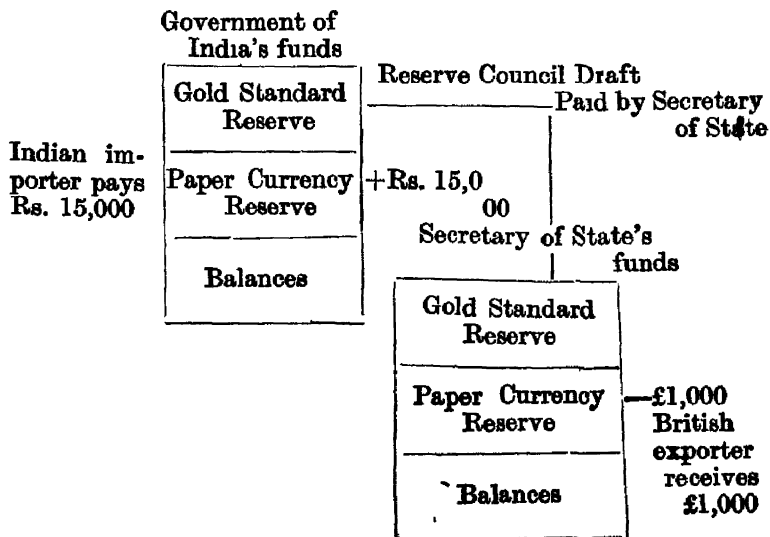 Government of
India's funds
Reserve Council Draft
Paid by Secretary
of State
Gold Standard
Reserve
Indian im-
porter pays
Rs. 15,000
Paper Currency
Reserve
+Rs. 15,0
00
Balances
Secretary of State's
funds
Gold Standard
Reserve
Paper Currency
Reserve
—£1,000
British
exporter
receives
£1,000
Balances